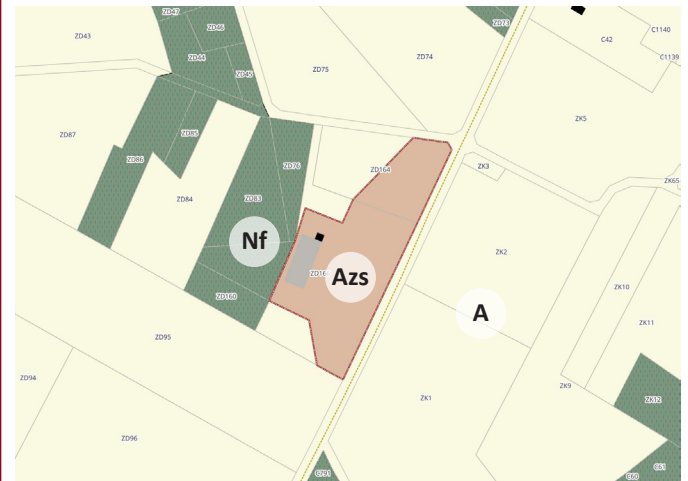 ZD47
ZD46
ZD73
C42
C1140
ZD43
ZD44
ZD45
ZD75
ZD74
C1139
ZK5
ZD87
ZD85
ZD86
ZD76
ZD164
ZK3
ZK65
ZD84
ZD83
Nf
ZD16
Azs
ZK2
A
ZK10
ZD160
ZK11
ZD95
ZD94
ZK1
ZK9
ZK12
ZD96
C791
C60
C61